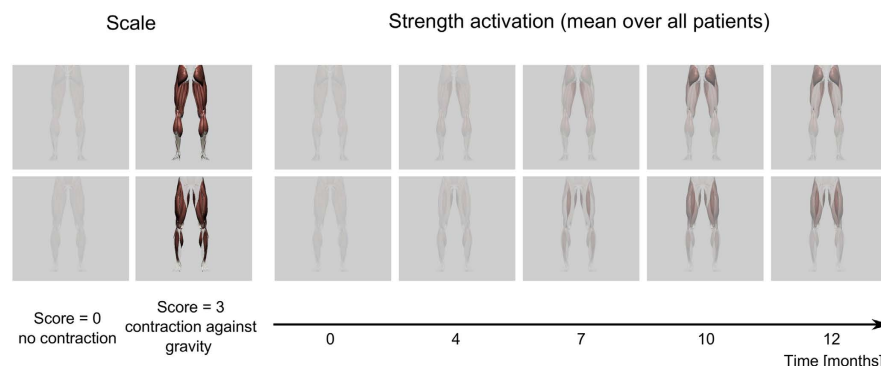 Scale
Strength activation (mean over all patients)
Score = 0
no contraction
Score = 3
contraction against
gravity
0
4
7
10
12
Time [months]